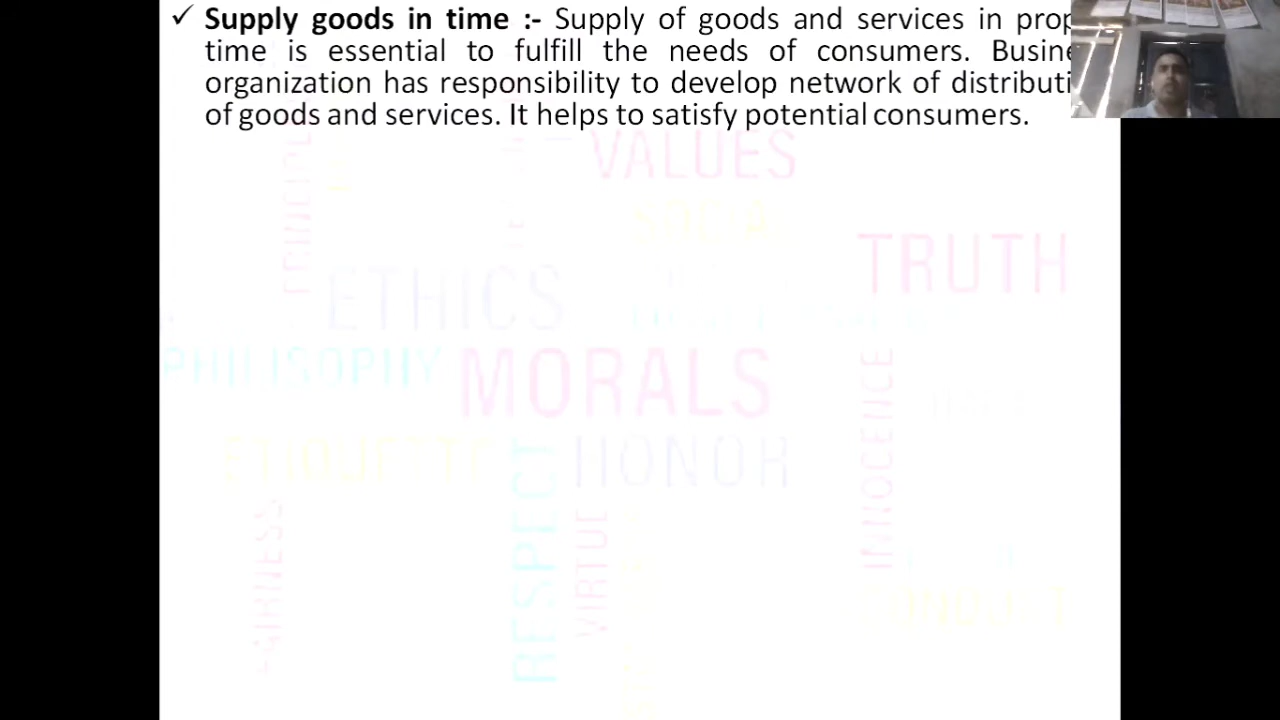 ✓ Supply goods in time :- Supply of goods and services in prop
time is essential to fulfill the needs of consumers. Busine
organization has responsibility to develop network of distributi
of goods and services. It helps to satisfy potential consumers.
VALUES
TRUTH
ETHICS
PHILISOPHY
MORALS
INNOCENCE
HONOR
RESPECT
VIRTUE
FAIRNESS